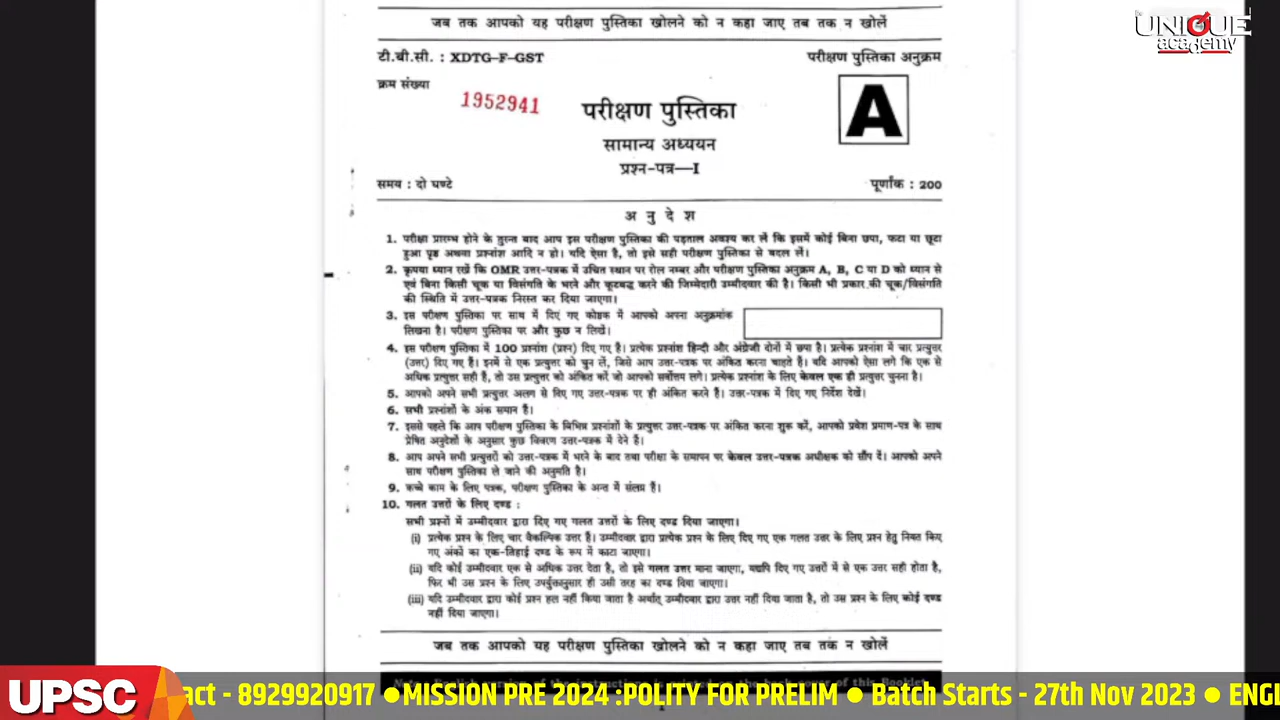 जब तक आपको यह परीक्षण पुस्तिका खोलने को न कहा जाए तब तक न खोलें
UNIQUE
academy
टी.बी.सी. : XDTG-F-GST
परीक्षण पुस्तिका अनुक्रम
क्रम संख्या
1952941
A
परीक्षण पुस्तिका
सामान्य अध्ययन
प्रश्न-पत्र—I
समय : दो घण्टे
पूर्णांक : 200
अ नु दे श
1. परीक्षा प्रारम्भ होने के तुरन्त बाद आप इस परीक्षण पुस्तिका की पड़ताल अवश्य कर लें कि इसमें कोई बिना छपा, फटा या छूटा
हुआ पृष्ठ अथवा प्रश्नांश आदि न हो। यदि ऐसा है, तो इसे सही परीक्षण पुस्तिका से बदल लें।
2. कृपया ध्यान रखें कि OMR उत्तर-पत्रक में उचित स्थान पर रोल नम्बर और परीक्षण पुस्तिका अनुक्रम A, B, C या D को ध्यान से
एवं बिना किसी चूक या विसंगति के भरने और कूटबद्ध करने की जिम्मेदारी उम्मीदवार की है। किसी भी प्रकार की चूक/विसंगति
की स्थिति में उत्तर-पत्रक निरस्त कर दिया जाएगा।
3. इस परीक्षण पुस्तिका पर साथ में दिए गए कोष्ठक में आपको अपना अनुक्रमांक
लिखना है। परीक्षण पुस्तिका पर और कुछ न लिखें।
4. इस परीक्षण पुस्तिका में 100 प्रश्नांश (प्रश्न) दिए गए हैं। प्रत्येक प्रश्नांश हिन्दी और अंग्रेजी दोनों में छपा है। प्रत्येक प्रश्नांश में चार प्रत्युत्तर
(उत्तर) दिए गए हैं। इनमें से एक प्रत्युत्तर को चुन लें, जिसे आप उत्तर-पत्रक पर अंकित करना चाहते हैं। यदि आपको ऐसा लगे कि एक से
अधिक प्रत्युत्तर सही हैं, तो उस प्रत्युत्तर को अंकित करें जो आपको सर्वोत्तम लगे। प्रत्येक प्रश्नांश के लिए केवल एक ही प्रत्युत्तर चुनना है।
5. आपको अपने सभी प्रत्युत्तर अलग से दिए गए उत्तर-पत्रक पर ही अंकित करने हैं। उत्तर-पत्रक में दिए गए निर्देश देखें।
6. सभी प्रश्नांशों के अंक समान हैं।
7. इससे पहले कि आप परीक्षण पुस्तिका के विभिन्न प्रश्नांशों के प्रत्युत्तर उत्तर-पत्रक पर अंकित करना शुरू करें, आपको प्रवेश प्रमाण-पत्र के साथ
प्रेषित अनुदेशों के अनुसार कुछ विवरण उत्तर-पत्रक में देने हैं।
8. आप अपने सभी प्रत्युत्तरों को उत्तर-पत्रक में भरने के बाद तथा परीक्षा के समापन पर केवल उत्तर-पत्रक अधीक्षक को सौंप दें। आपको अपने
साथ परीक्षण पुस्तिका ले जाने की अनुमति है।
9. कच्चे काम के लिए पत्रक, परीक्षण पुस्तिका के अन्त में संलग्न हैं।
10. गलत उत्तरों के लिए दण्ड :
सभी प्रश्नों में उम्मीदवार द्वारा दिए गए गलत उत्तरों के लिए दण्ड दिया जाएगा।
(i) प्रत्येक प्रश्न के लिए चार वैकल्पिक उत्तर हैं। उम्मीदवार द्वारा प्रत्येक प्रश्न के लिए दिए गए एक गलत उत्तर के लिए प्रश्न हेतु नियत किए
गए अंकों का एक-तिहाई दण्ड के रूप में काटा जाएगा।
(ii) यदि कोई उम्मीदवार एक से अधिक उत्तर देता है, तो इसे गलत उत्तर माना जाएगा, यद्यपि दिए गए उत्तरों में से एक उत्तर सही होता है,
फिर भी उस प्रश्न के लिए उपर्युक्तानुसार ही उसी तरह का दण्ड दिया जाएगा।
(iii) यदि उम्मीदवार द्वारा कोई प्रश्न हल नहीं किया जाता है अर्थात् उम्मीदवार द्वारा उत्तर नहीं दिया जाता है, तो उस प्रश्न के लिए कोई दण्ड
नहीं दिया जाएगा।
जब तक आपको यह परीक्षण पुस्तिका खोलने को न कहा जाए तब तक न खोलें
UPSC
act - 8929920917 ●MISSION PRE 2024 :POLITY FOR PRELIM ● Batch Starts - 27th Nov 2023 ● ENGI